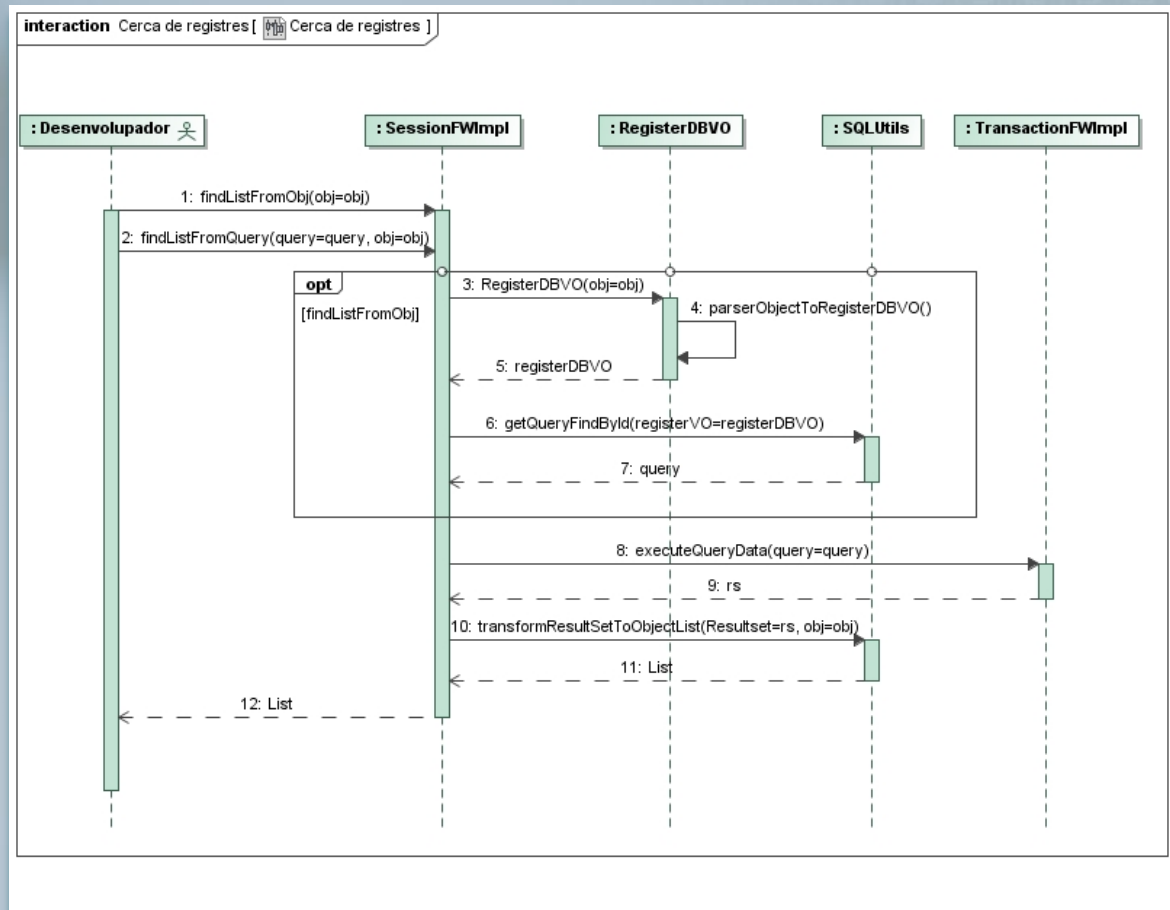 interaction Cerca de registres [ Cerca de registres ]
: Desenvolupador
: SessionFWImpl
: RegisterDBVO
: SQLUtils
: TransactionFWImpl
1: findListFromObj(obj=obj)
2: findListFromQuery(query=query, obj=obj)
opt
[findListFromObj]
3: RegisterDBVO(obj=obj)
4: parserObjectToRegisterDBVO()
5: registerDBVO
6: getQueryFindById(registerVO=registerDBVO)
7: query
8: executeQueryData(query=query)
9: rs
10: transformResultSetToObjectList(Resultset=rs, obj=obj)
11: List
12: List